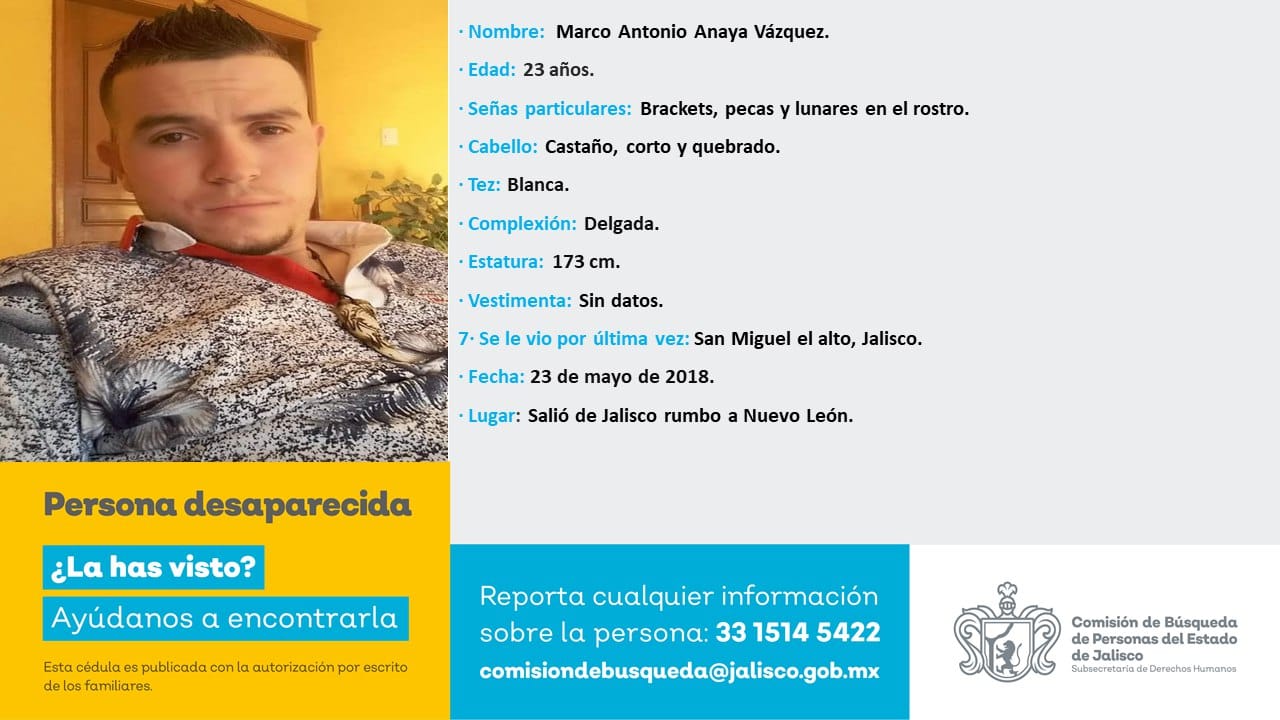 · Nombre: Marco Antonio Anaya Vázquez.
· Edad: 23 años.
· Señas particulares: Brackets, pecas y lunares en el rostro.
· Cabello: Castaño, corto y quebrado.
· Tez: Blanca.
· Complexión: Delgada.
· Estatura: 173 cm.
· Vestimenta: Sin datos.
7· Se le vio por última vez: San Miguel el alto, Jalisco.
· Fecha: 23 de mayo de 2018.
· Lugar: Salió de Jalisco rumbo a Nuevo León.
Persona desaparecida
¿La has visto?
Ayúdanos a encontrarla
Esta cédula es publicada con la autorización por escrito
de los familiares.
Reporta cualquier información
sobre la persona: 33 1514 5422
comisiondebusqueda@jalisco.gob.mx
Comisión de Búsqueda
de Personas del Estado
de Jalisco
Subsecretaría de Derechos Humanos